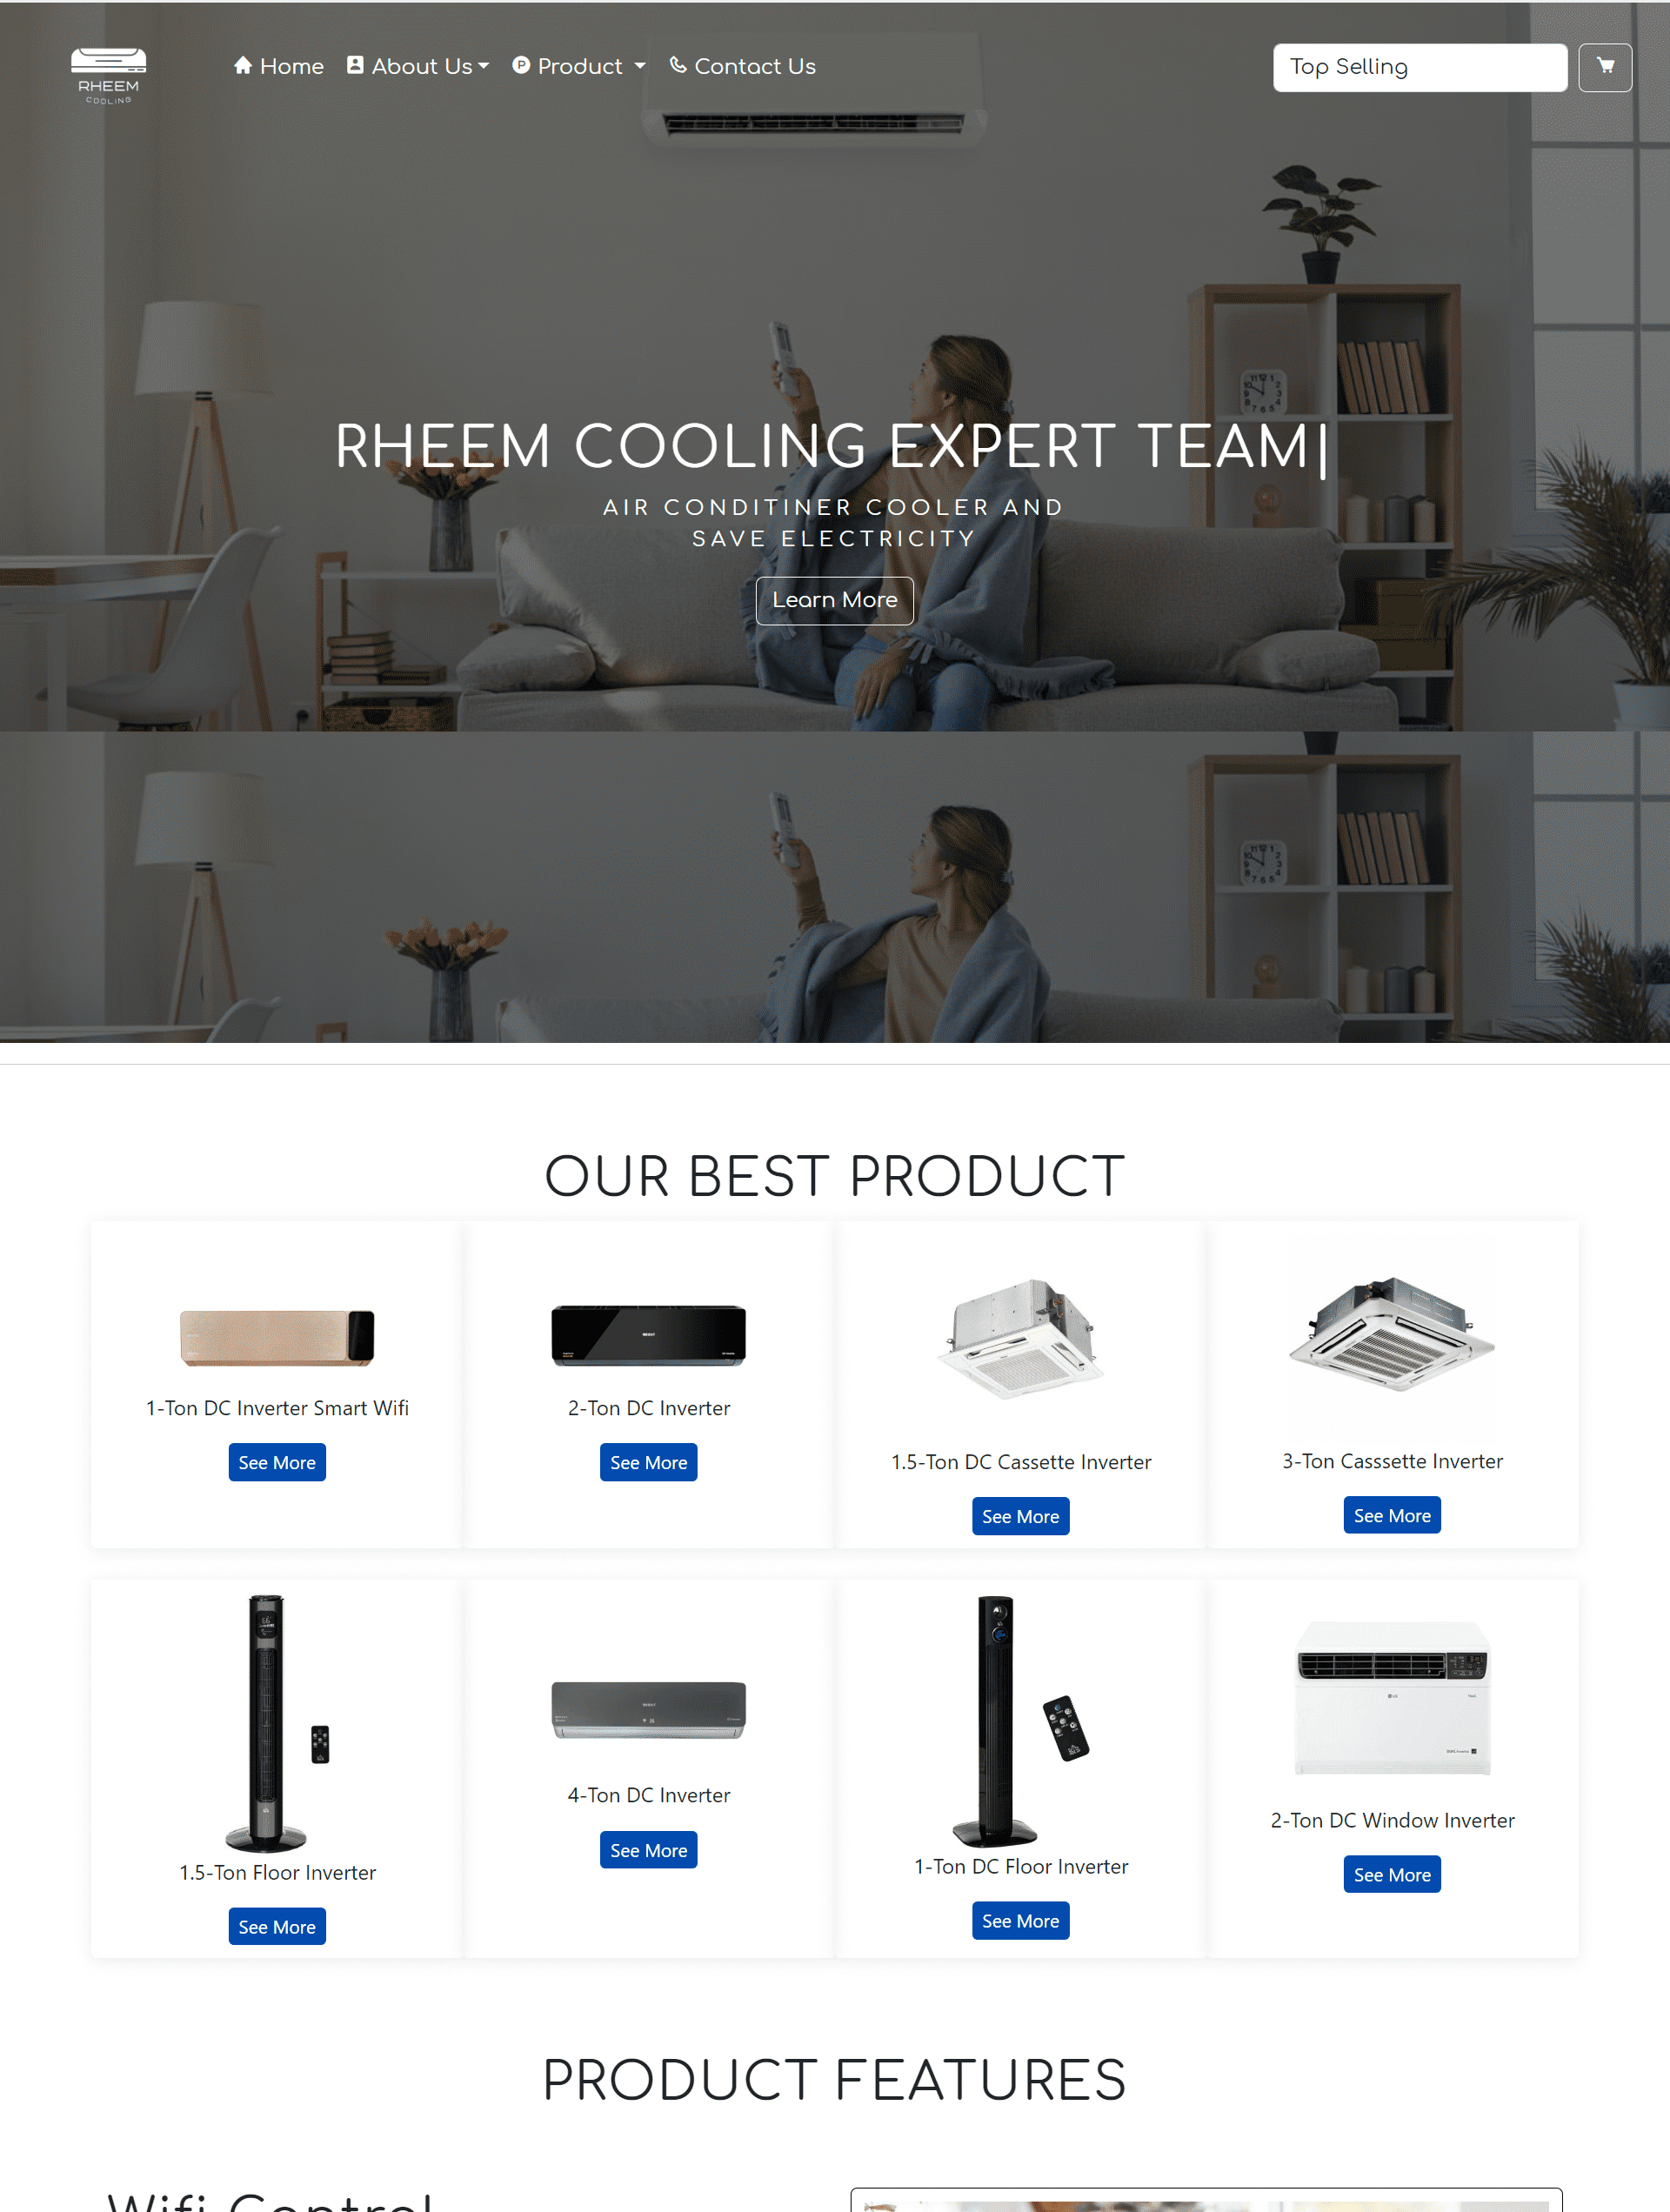 RHEEM
COOLING
Home
About Us
Product
Contact Us
Top Selling
RHEEM COOLING EXPERT TEAM|
AIR CONDITINER COOLER AND
SAVE ELECTRICITY
Learn More
OUR BEST PRODUCT
1-Ton DC Inverter Smart Wifi
See More
2-Ton DC Inverter
See More
1.5-Ton DC Cassette Inverter
See More
3-Ton Casssette Inverter
See More
1.5-Ton Floor Inverter
See More
4-Ton DC Inverter
See More
1-Ton DC Floor Inverter
See More
LG
2-Ton DC Window Inverter
See More
PRODUCT FEATURES
Wifi Control